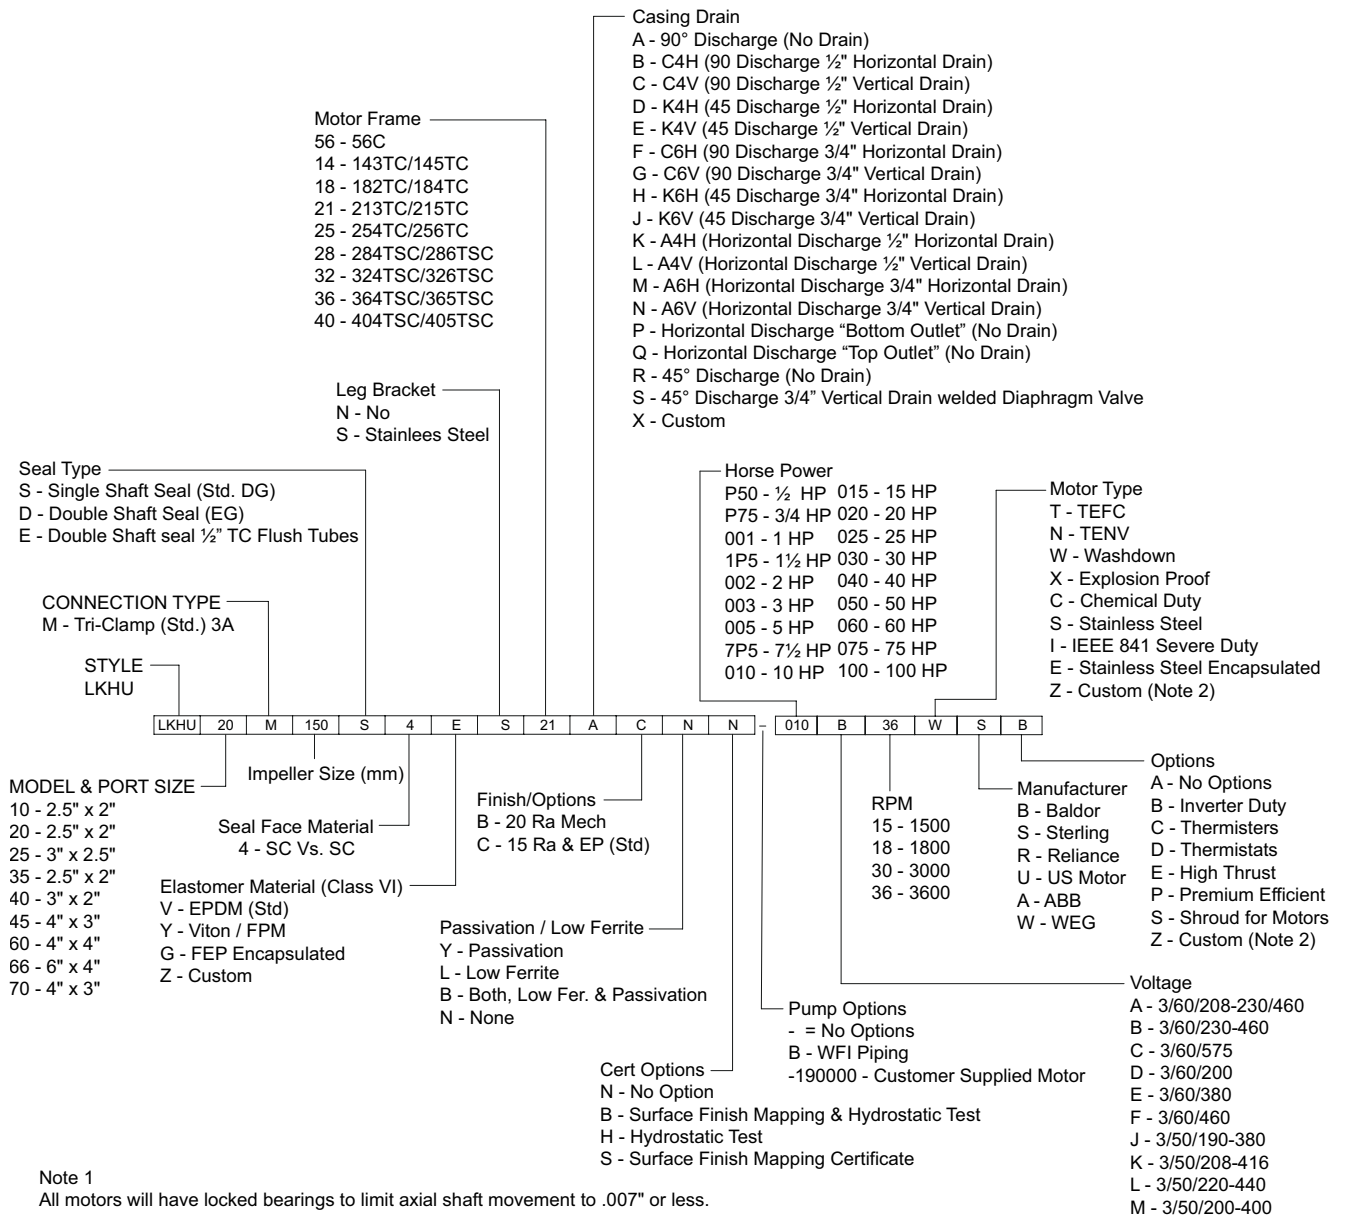 Casing Drain
A - 90° Discharge (No Drain)
B - C4H (90 Discharge ½" Horizontal Drain)
C - C4V (90 Discharge ½" Vertical Drain)
D - K4H (45 Discharge ½" Horizontal Drain)
E - K4V (45 Discharge ½" Vertical Drain)
F - C6H (90 Discharge 3/4" Horizontal Drain)
G - C6V (90 Discharge 3/4" Vertical Drain)
H - K6H (45 Discharge 3/4" Horizontal Drain)
J - K6V (45 Discharge 3/4" Vertical Drain)
K - A4H (Horizontal Discharge ½" Horizontal Drain)
L - A4V (Horizontal Discharge ½" Vertical Drain)
M - A6H (Horizontal Discharge 3/4" Horizontal Drain)
N - A6V (Horizontal Discharge 3/4" Vertical Drain)
P - Horizontal Discharge “Bottom Outlet” (No Drain)
Q - Horizontal Discharge “Top Outlet” (No Drain)
R - 45° Discharge (No Drain)
S - 45° Discharge 3/4” Vertical Drain welded Diaphragm Valve
X - Custom
Motor Frame
56 - 56C
14 - 143TC/145TC
18 - 182TC/184TC
21 - 213TC/215TC
25 - 254TC/256TC
28 - 284TSC/286TSC
32 - 324TSC/326TSC
36 - 364TSC/365TSC
40 - 404TSC/405TSC
Leg Bracket
N - No
S - Stainlees Steel
Seal Type
S - Single Shaft Seal (Std. DG)
D - Double Shaft Seal (EG)
E - Double Shaft seal ½” TC Flush Tubes
CONNECTION TYPE
M - Tri-Clamp (Std.) 3A
STYLE
LKHU
Horse Power
P50 - ½ HP 015 - 15 HP
P75 - 3/4 HP 020 - 20 HP
001 - 1 HP 025 - 25 HP
1P5 - 1½ HP 030 - 30 HP
002 - 2 HP 040 - 40 HP
003 - 3 HP 050 - 50 HP
005 - 5 HP 060 - 60 HP
7P5 - 7½ HP 075 - 75 HP
010 - 10 HP 100 - 100 HP
Motor Type
T - TEFC
N - TENV
W - Washdown
X - Explosion Proof
C - Chemical Duty
S - Stainless Steel
I - IEEE 841 Severe Duty
E - Stainless Steel Encapsulated
Z - Custom (Note 2)
LKHU 20 M 150 S 4 E S 21 A C N N - 010 B 36 W S B
MODEL & PORT SIZE
10 - 2.5" x 2"
20 - 2.5" x 2"
25 - 3" x 2.5"
35 - 2.5" x 2"
40 - 3" x 2"
45 - 4" x 3"
60 - 4" x 4"
66 - 6" x 4"
70 - 4" x 3"
Impeller Size (mm)
Seal Face Material
4 - SC Vs. SC
Elastomer Material (Class VI)
V - EPDM (Std)
Y - Viton / FPM
G - FEP Encapsulated
Z - Custom
Finish/Options
B - 20 Ra Mech
C - 15 Ra & EP (Std)
Passivation / Low Ferrite
Y - Passivation
L - Low Ferrite
B - Both, Low Fer. & Passivation
N - None
Cert Options
N - No Option
B - Surface Finish Mapping & Hydrostatic Test
H - Hydrostatic Test
S - Surface Finish Mapping Certificate
Pump Options
- = No Options
B - WFI Piping
-190000 - Customer Supplied Motor
RPM
15 - 1500
18 - 1800
30 - 3000
36 - 3600
Manufacturer
B - Baldor
S - Sterling
R - Reliance
U - US Motor
A - ABB
W - WEG
Options
A - No Options
B - Inverter Duty
C - Thermisters
D - Thermistats
E - High Thrust
P - Premium Efficient
S - Shroud for Motors
Z - Custom (Note 2)
Voltage
A - 3/60/208-230/460
B - 3/60/230-460
C - 3/60/575
D - 3/60/200
E - 3/60/380
F - 3/60/460
J - 3/50/190-380
K - 3/50/208-416
L - 3/50/220-440
M - 3/50/200-400
Note 1
All motors will have locked bearings to limit axial shaft movement to .007" or less.